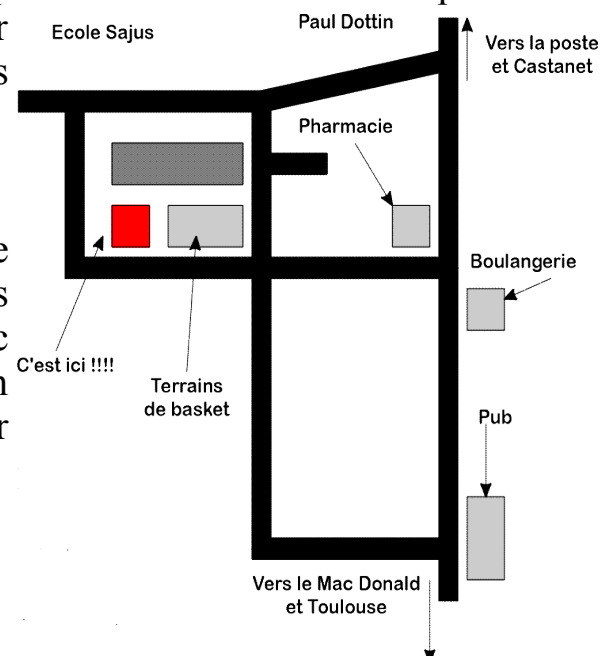 Ecole Sajus
Paul Dottin
Vers la poste
et Castanet
Pharmacie
Boulangerie
C'est ici !!!!
Terrains
de basket
Pub
Vers le Mac Donald
et Toulouse